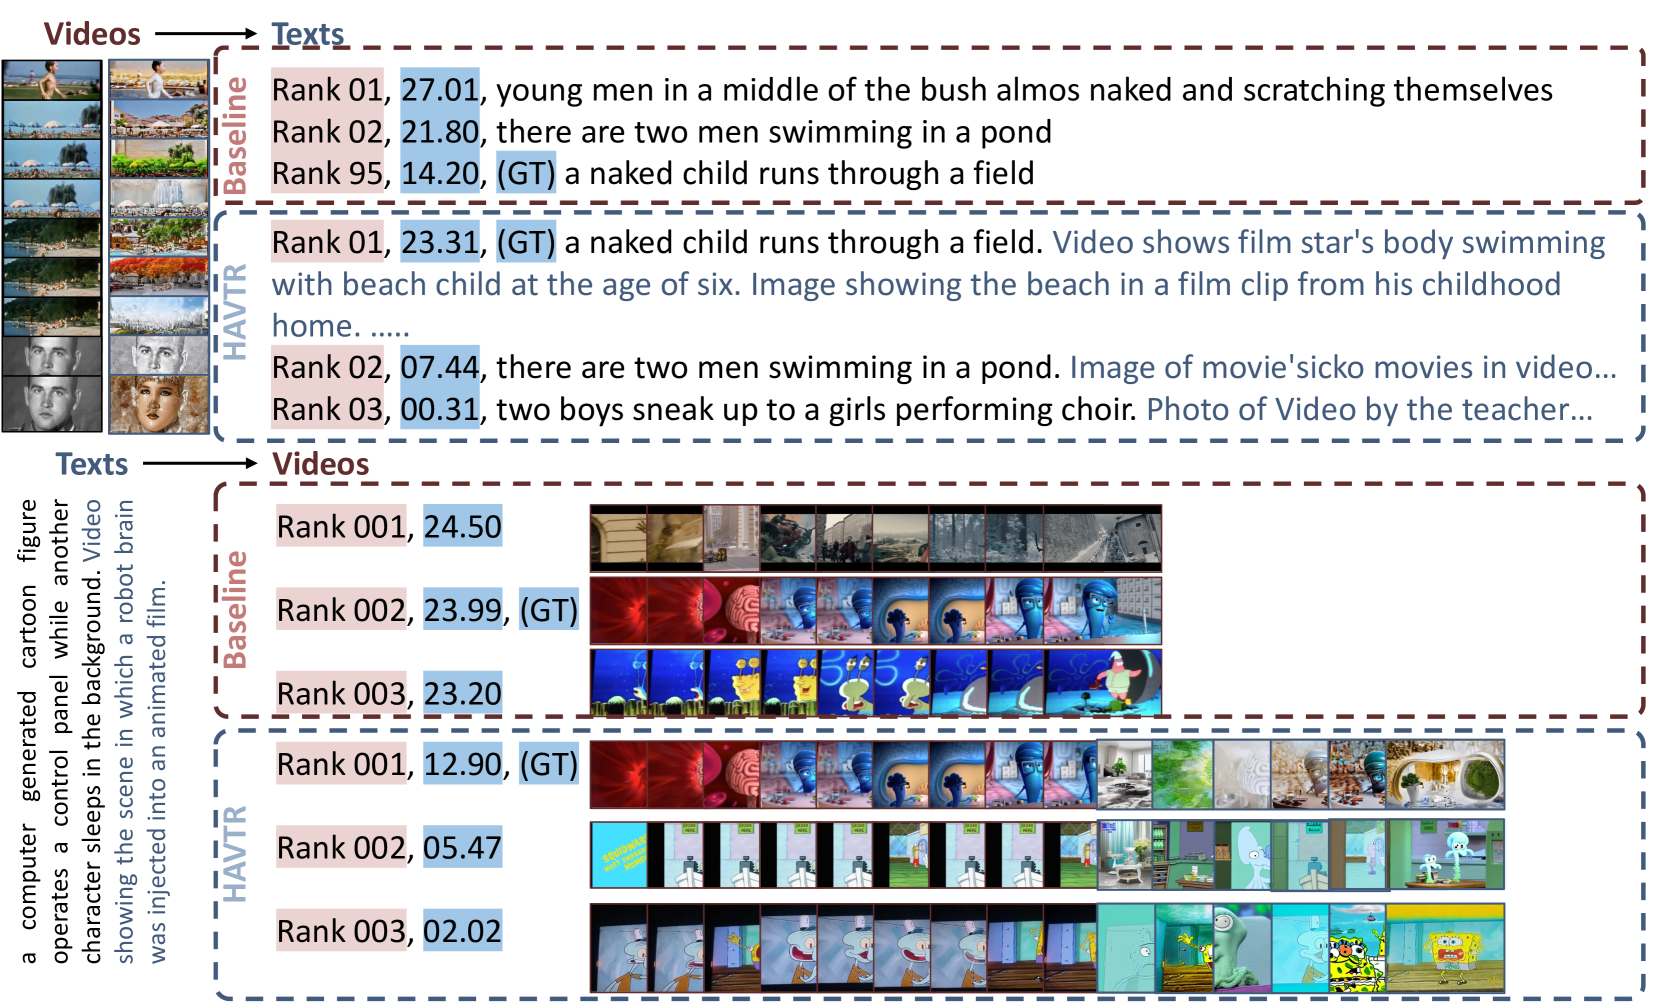 Videos
Texts
Baseline
Rank 01, 27.01, young men in a middle of the bush almos naked and scratching themselves
Rank 02, 21.80, there are two men swimming in a pond
Rank 95, 14.20, (GT) a naked child runs through a field
HAVTR
Rank 01, 23.31, (GT) a naked child runs through a field. Video shows film star's body swimming
with beach child at the age of six. Image showing the beach in a film clip from his childhood
home. .....
Rank 02, 07.44, there are two men swimming in a pond. Image of movie'sicko movies in video...
Rank 03, 00.31, two boys sneak up to a girls performing choir. Photo of Video by the teacher...
Texts
Videos
a computer generated cartoon figure
operates a control panel while another
character sleeps in the background. Video
showing the scene in which a robot brain
was injected into an animated film.
Baseline
Rank 001, 24.50
Rank 002, 23.99, (GT)
Rank 003, 23.20
HAVTR
Rank 001, 12.90, (GT)
Rank 002, 05.47
Rank 003, 02.02